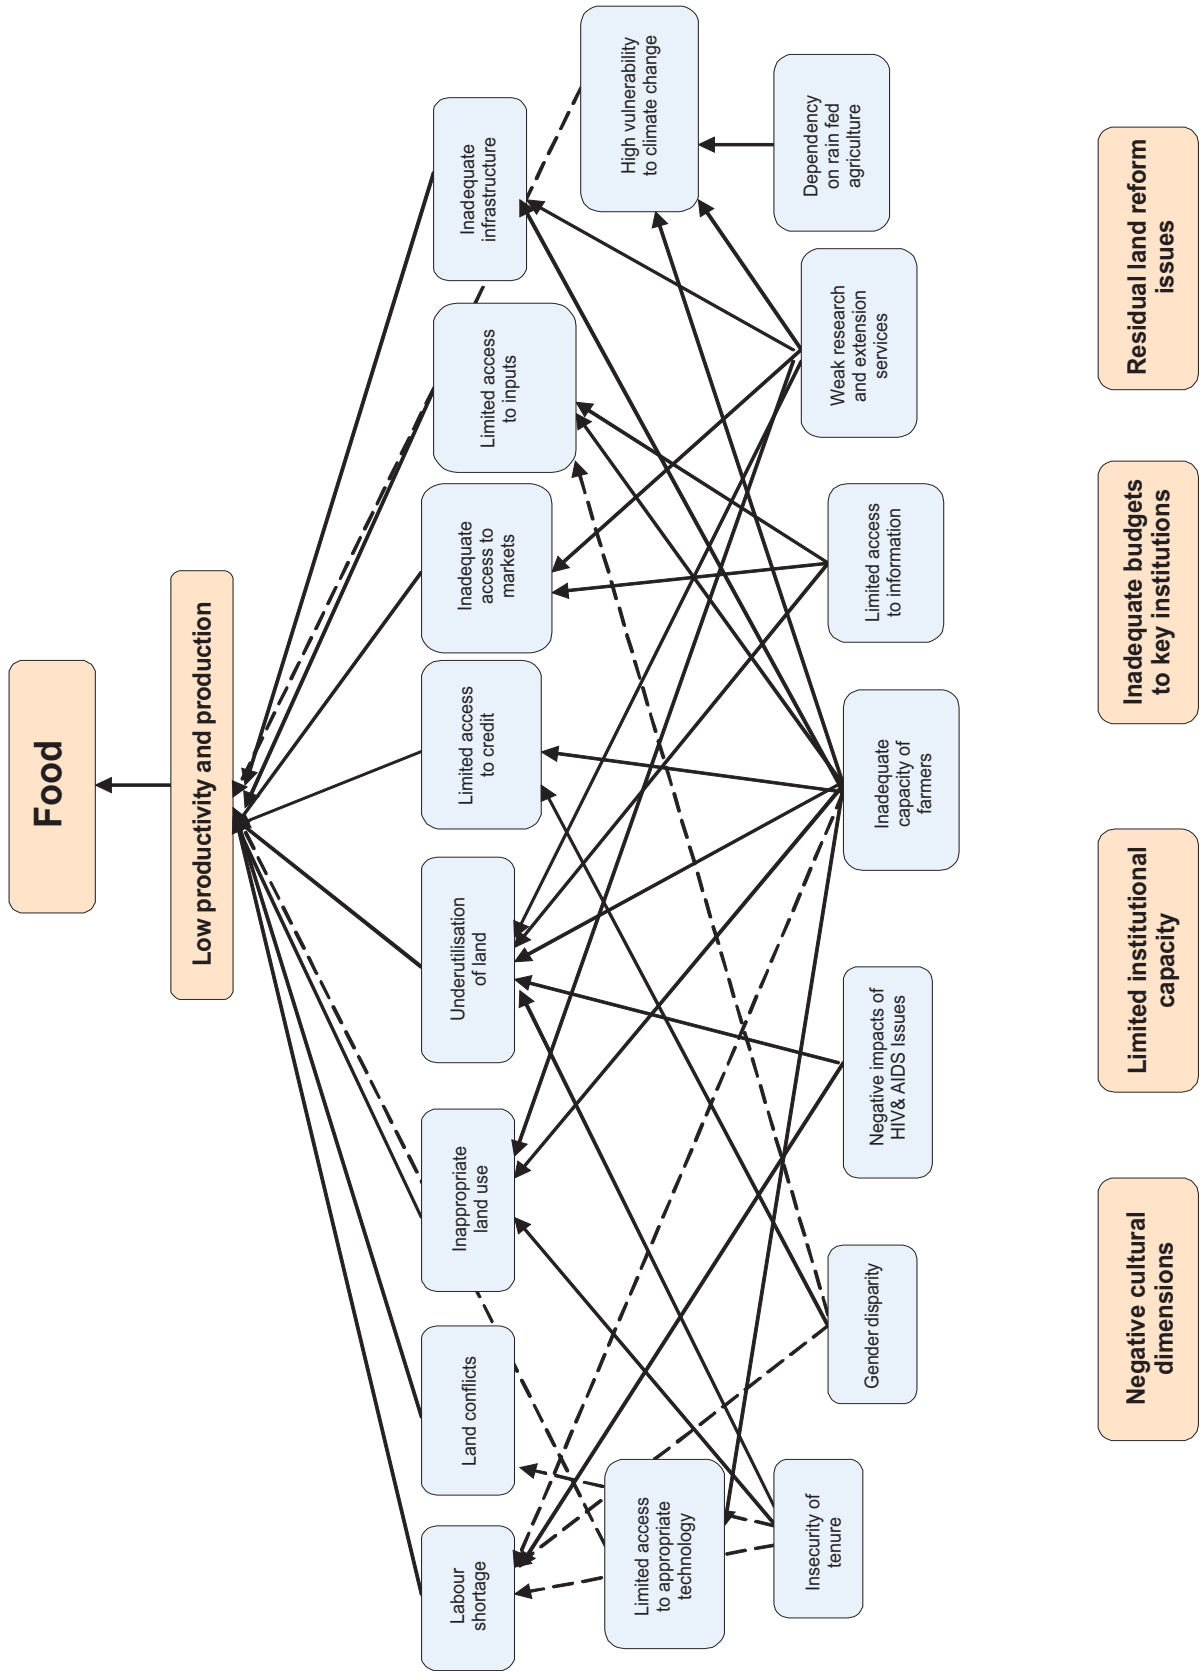 Food
Low productivity and production
Labour
shortage
Land conflicts
Inappropriate
land use
Underutilisation
of land
Limited access
to credit
Inadequate
access to
markets
Limited access
to inputs
Inadequate
infrastructure
Limited access
to appropriate
technology
High vulnerability
to climate change
Insecurity of
tenure
Gender disparity
Negative impacts of
HIV& AIDS Issues
Inadequate
capacity of
farmers
Limited access
to information
Weak research
and extension
services
Dependency
on rain fed
agriculture
Negative cultural
dimensions
Limited institutional
capacity
Inadequate budgets
to key institutions
Residual land reform
issues